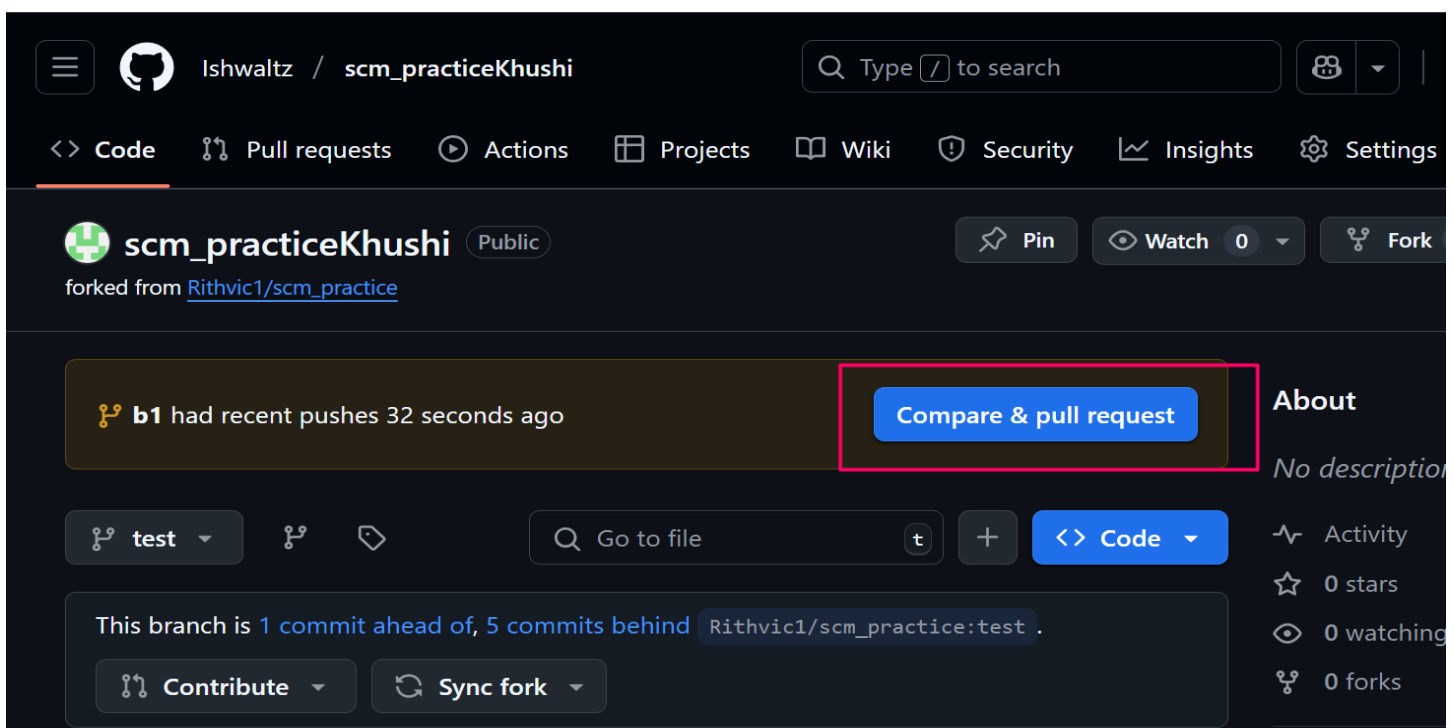 Ishwaltz / scm_practiceKhushi Type / to search
Code Pull requests Actions Projects Wiki Security Insights Settings
scm_practiceKhushi Public Pin Watch 0 Fork
forked from Rithvic1/scm_practice
b1 had recent pushes 32 seconds ago Compare & pull request
About
No description
test Go to file t + <> Code
Activity
0 stars
This branch is 1 commit ahead of, 5 commits behind Rithvic1/scm_practice:test .
0 watching
Contribute Sync fork
0 forks